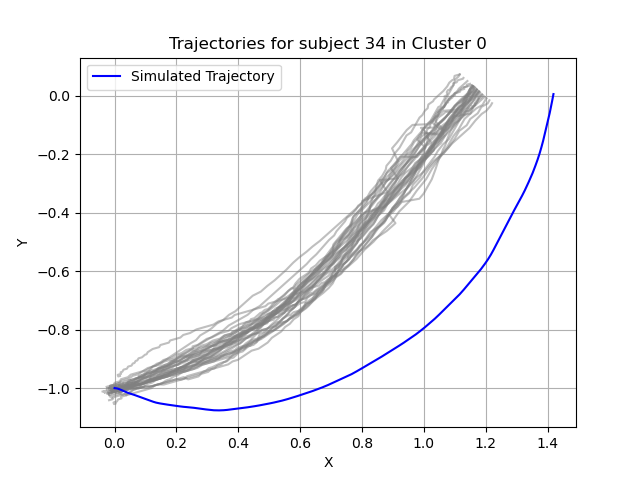 Trajectories for subject 34 in Cluster 0
Simulated Trajectory
0.0
−0.2
−0.4
−0.6
−0.8
−1.0
Y
0.0 0.2 0.4 0.6 0.8 1.0 1.2 1.4
X